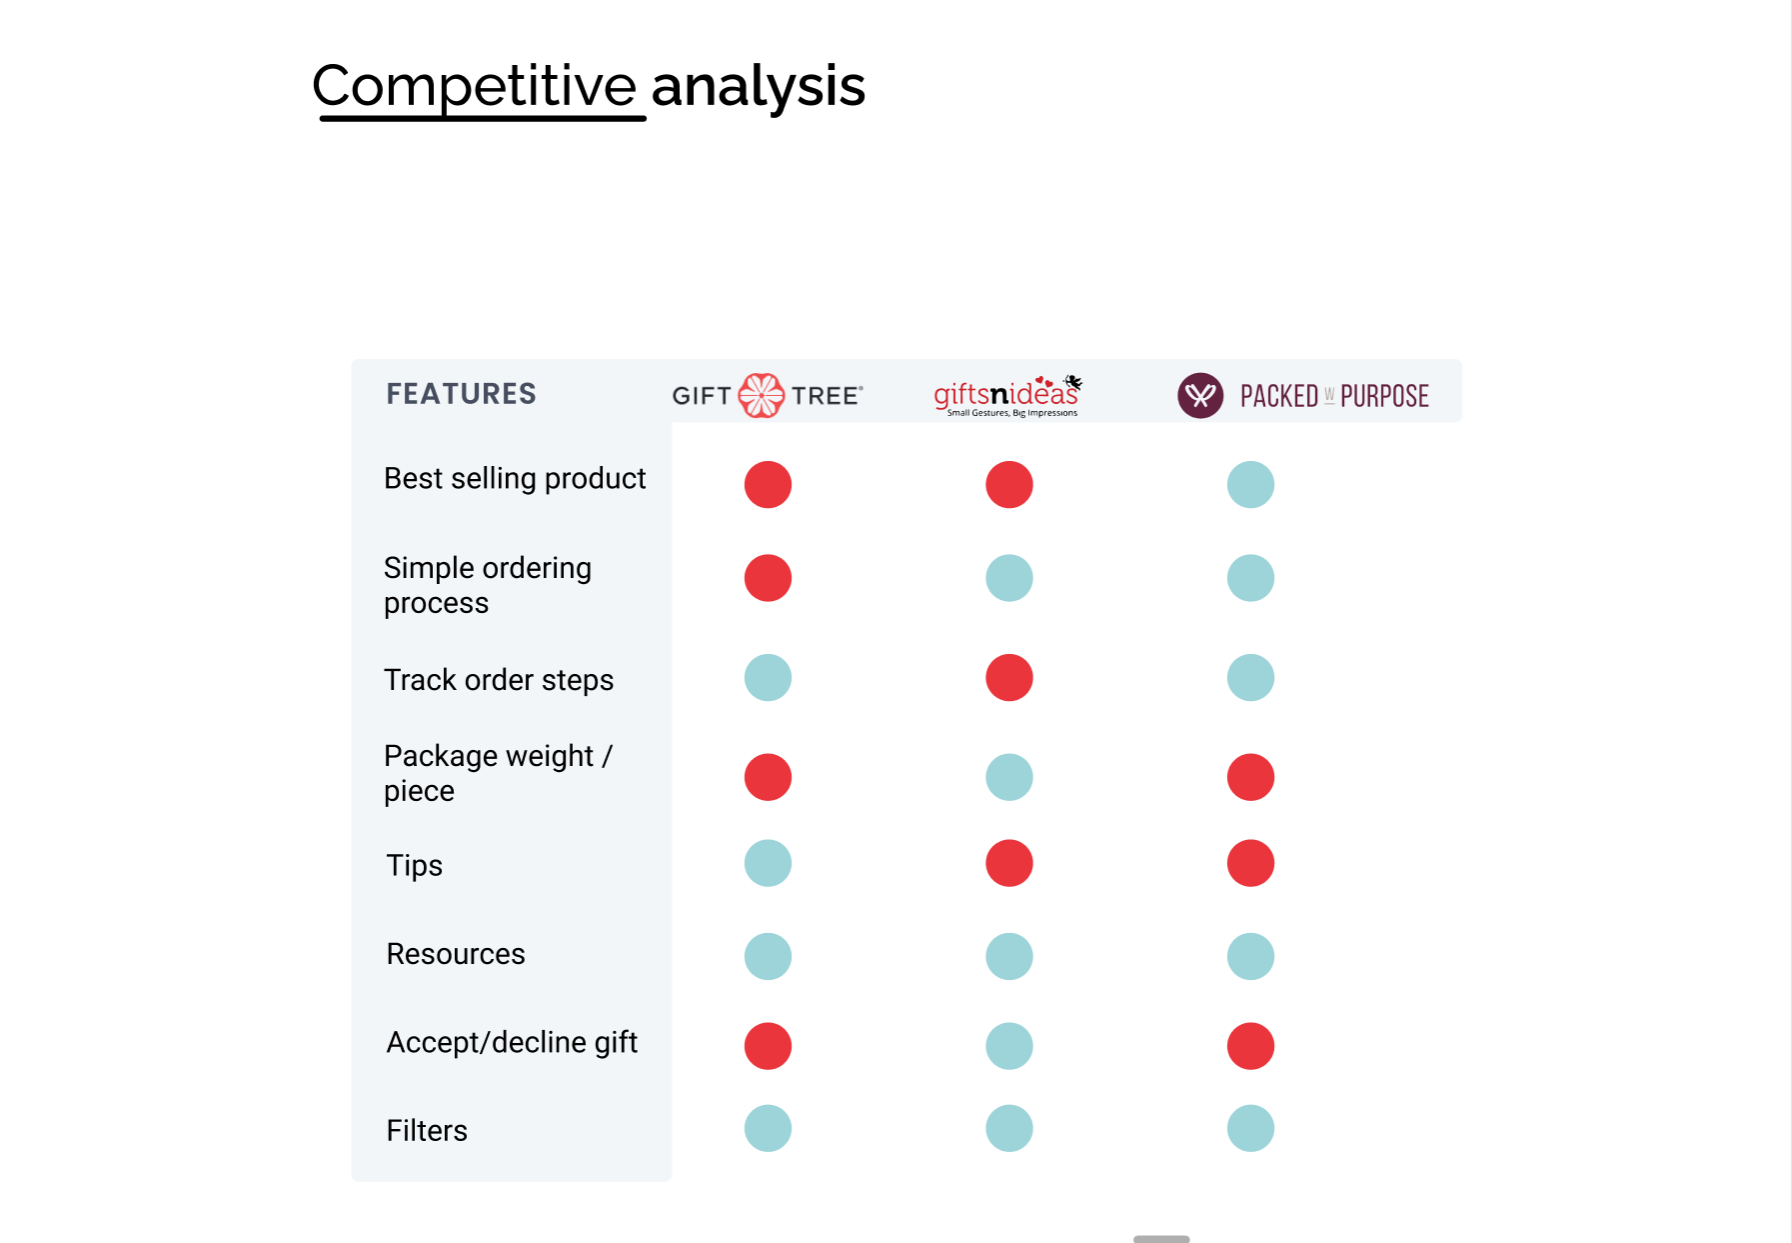 Competitive analysis
FEATURES
GIFT TREE®
giftsnideas
Small Gestures, Big Impressions
PACKED W PURPOSE
Best selling product
Simple ordering
process
Track order steps
Package weight /
piece
Tips
Resources
Accept/decline gift
Filters